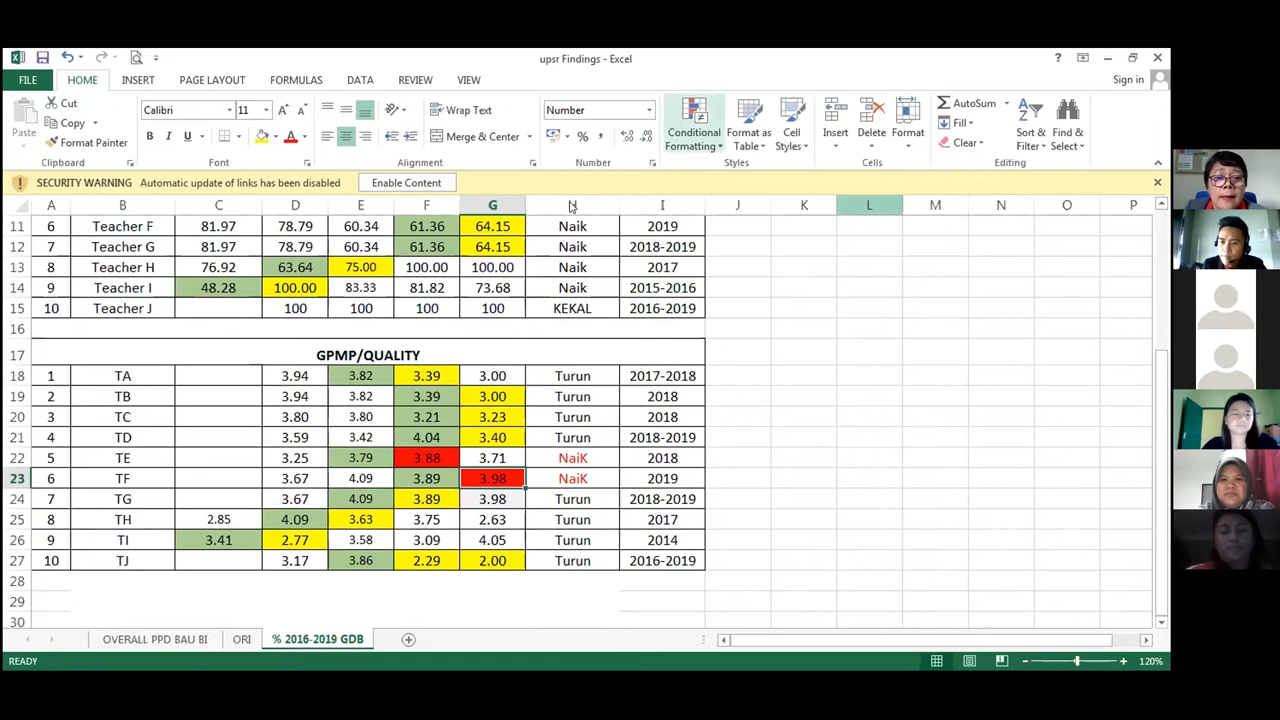 upsr Findings - Excel
FILE HOME INSERT PAGE LAYOUT FORMULAS DATA REVIEW VIEW Sign in
Cut
Copy
Format Painter
Paste
Calibri 11
Wrap Text
Merge & Center
Number
Conditional Formatting
Format as Table
Cell Styles
Insert Delete Format
AutoSum
Fill
Clear
Sort & Filter
Find & Select
Clipboard Font Alignment Number Styles Cells Editing
SECURITY WARNING Automatic update of links has been disabled Enable Content
A B C D E F G I J K L M N O P
11 6 Teacher F 81.97 78.79 60.34 61.36 64.15 Naik 2019
12 7 Teacher G 81.97 78.79 60.34 61.36 64.15 Naik 2018-2019
13 8 Teacher H 76.92 63.64 75.00 100.00 100.00 Naik 2017
14 9 Teacher I 48.28 100.00 83.33 81.82 73.68 Naik 2015-2016
15 10 Teacher J 100 100 100 100 KEKAL 2016-2019
16
17 GPMP/QUALITY
18 1 TA 3.94 3.82 3.39 3.00 Turun 2017-2018
19 2 TB 3.94 3.82 3.39 3.00 Turun 2018
20 3 TC 3.80 3.80 3.21 3.23 Turun 2018
21 4 TD 3.59 3.42 4.04 3.40 Turun 2018-2019
22 5 TE 3.25 3.79 3.88 3.71 NaiK 2018
23 6 TF 3.67 4.09 3.89 3.98 NaiK 2019
24 7 TG 3.67 4.09 3.89 3.98 Turun 2018-2019
25 8 TH 2.85 4.09 3.63 3.75 2.63 Turun 2017
26 9 TI 3.41 2.77 3.58 3.09 4.05 Turun 2014
27 10 TJ 3.17 3.86 2.29 2.00 Turun 2016-2019
28
29
30
OVERALL PPD BAU BI ORI % 2016-2019 GDB
READY 120%